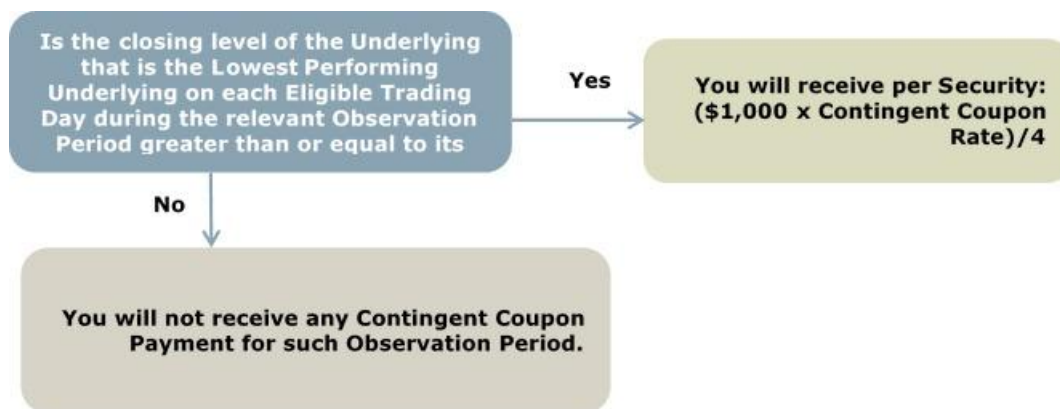 Is the closing level of the Underlying
that is the Lowest Performing
Underlying on each Eligible Trading
Day during the relevant Observation
Period greater than or equal to its
Yes
You will receive per Security:
($1,000 x Contingent Coupon
Rate)/4
No
You will not receive any Contingent Coupon
Payment for such Observation Period.